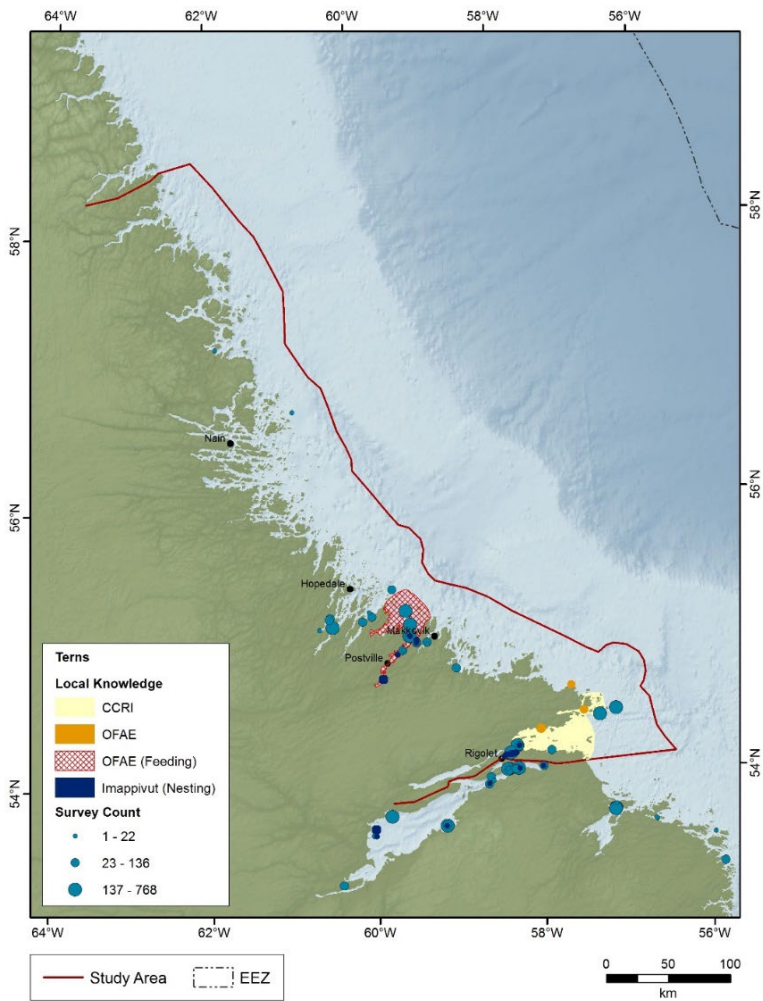 64°W 62°W 60°W 58°W 56°W
58°N 58°N
Nain
56°N 56°N
Hopedale
Makkovik
Postville
Rigolet
54°N 54°N
Terns
Local Knowledge
CCRI
OFAE
OFAE (Feeding)
Imappivut (Nesting)
Survey Count
1 - 22
23 - 136
137 - 768
64°W 62°W 60°W 58°W 56°W
Study Area EEZ
0 50 100
km